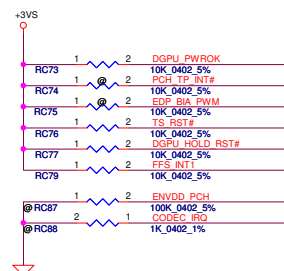 +3VS
1 2 DGPU_PWROK
RC73 10K_0402_5%
1 @ 2 PCH_TP_INT#
RC74 10K_0402_5%
1 @ 2 EDP_BIA_PWM
RC75 10K_0402_5%
1 2 TS_RST#
RC76 10K_0402_5%
1 2 DGPU_HOLD_RST#
RC77 10K_0402_5%
1 2 FFS_INT1
RC79 10K_0402_5%
1 2 ENVDD_PCH
@ RC87 100K_0402_5%
2 1 CODEC_IRQ
@ RC88 1K_0402_1%